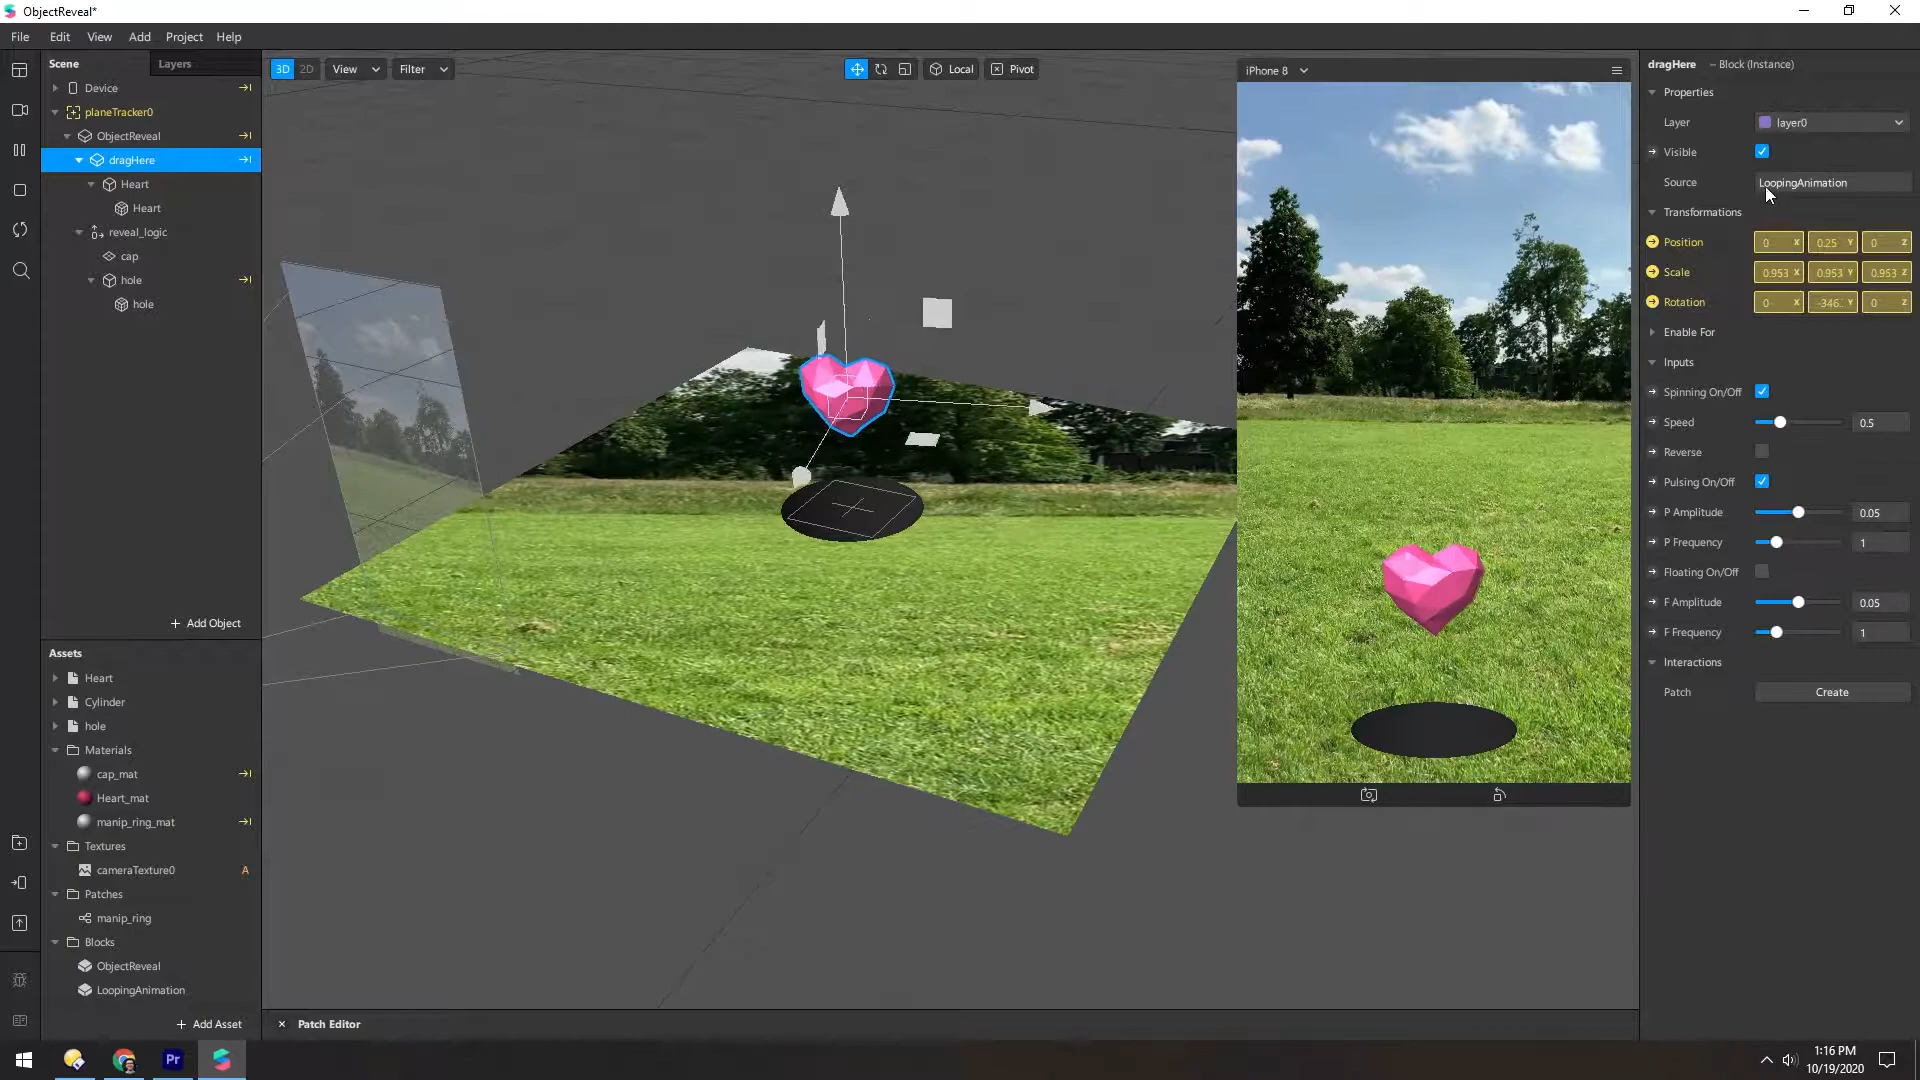 ObjectReveal*
File Edit View Add Project Help
Scene Layers
Device
planeTracker0
ObjectReveal
dragHere
Heart
Heart
reveal_logic
cap
hole
hole
+ Add Object
Assets
Heart
Cylinder
hole
Materials
cap_mat
Heart_mat
manip_ring_mat
Textures
cameraTexture0 A
Patches
manip_ring
Blocks
ObjectReveal
LoopingAnimation
+ Add Asset
3D 2D View Filter Local Pivot
iPhone 8
Patch Editor
dragHere – Block (Instance)
Properties
Layer layer0
Visible
Source LoopingAnimation
Transformations
Position 0 X 0.25 Y 0 Z
Scale 0.953 X 0.953 Y 0.953 Z
Rotation 0 X -346. Y 0 Z
Enable For
Inputs
Spinning On/Off
Speed 0.5
Reverse
Pulsing On/Off
P Amplitude 0.05
P Frequency 1
Floating On/Off
F Amplitude 0.05
F Frequency 1
Interactions
Patch Create
Pr
1:16 PM
10/19/2020